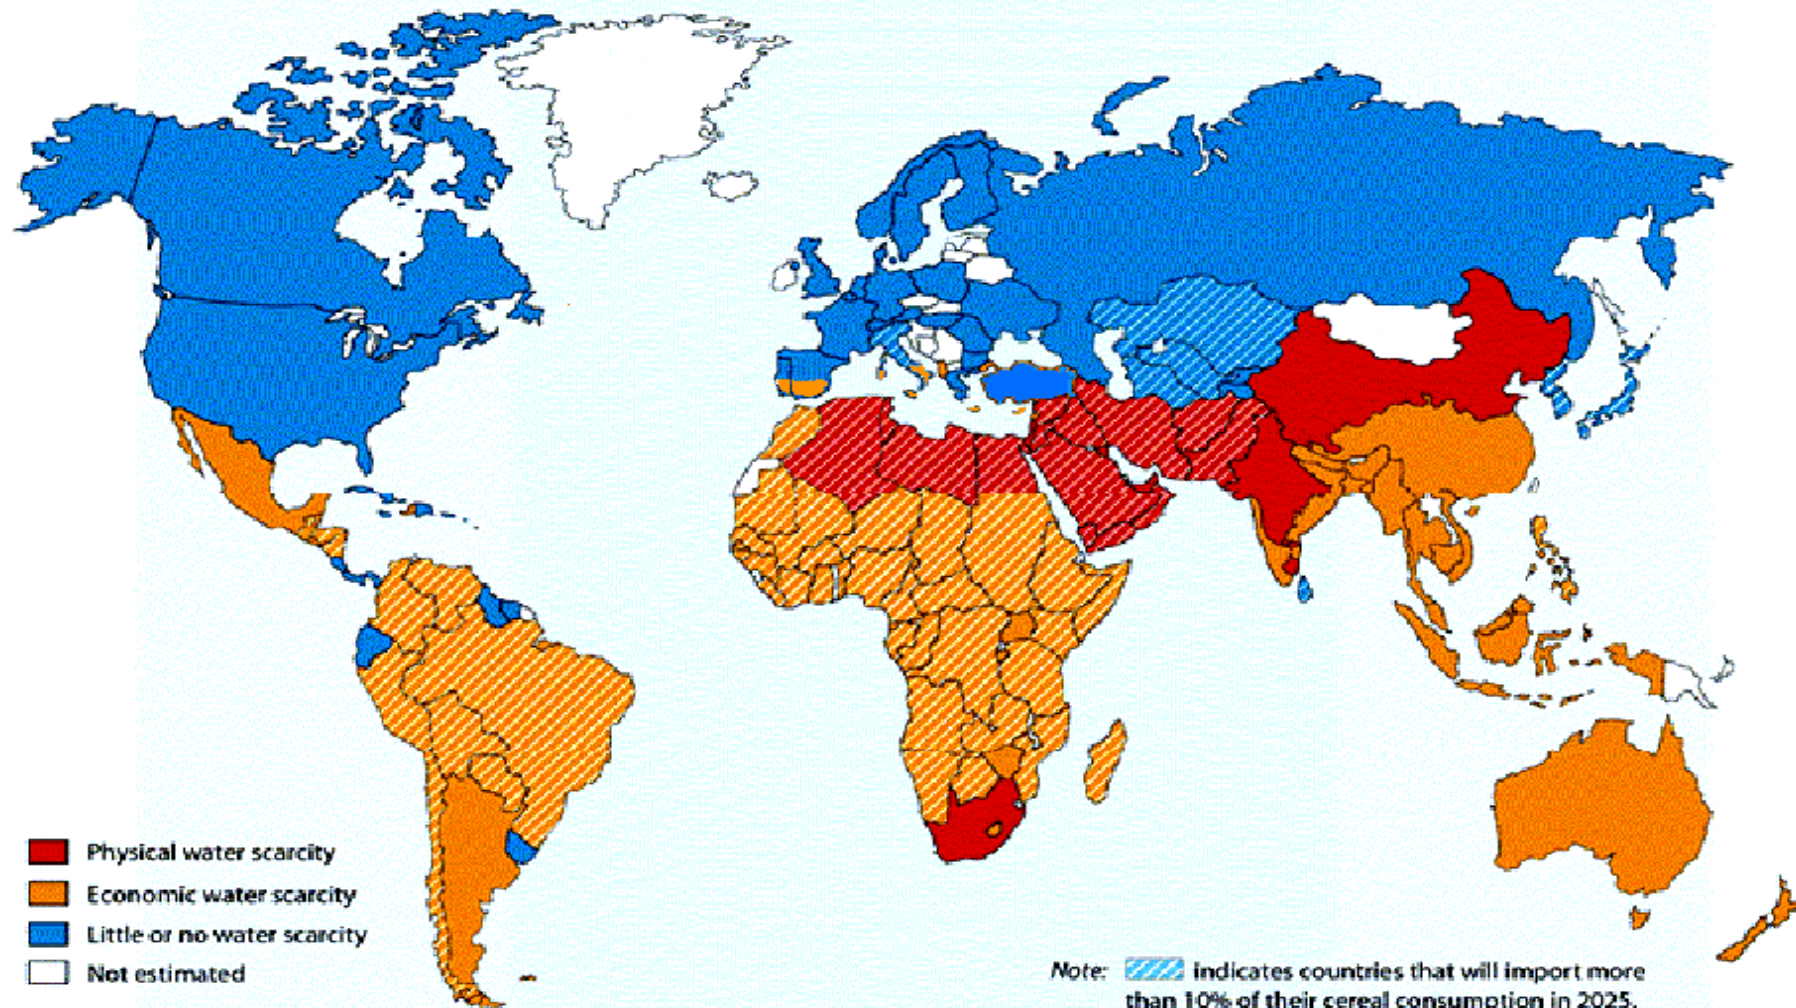 Physical water scarcity
Economic water scarcity
Little or no water scarcity
Not estimated
Note: indicates countries that will import more
than 10% of their cereal consumption in 2025.